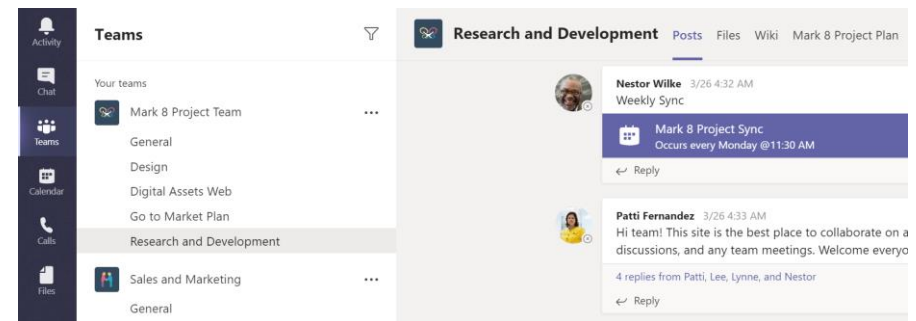 Activity
Chat
Teams
Calendar
Calls
Files
Teams
Your teams
Mark 8 Project Team
General
Design
Digital Assets Web
Go to Market Plan
Research and Development
Sales and Marketing
General
Research and Development Posts Files Wiki Mark 8 Project Plan
Nestor Wilke 3/26 4:32 AM
Weekly Sync
Mark 8 Project Sync
Occurs every Monday @11:30 AM
Reply
Patti Fernandez 3/26 4:33 AM
Hi team! This site is the best place to collaborate on a
discussions, and any team meetings. Welcome everyo
4 replies from Patti, Lee, Lynne, and Nestor
Reply